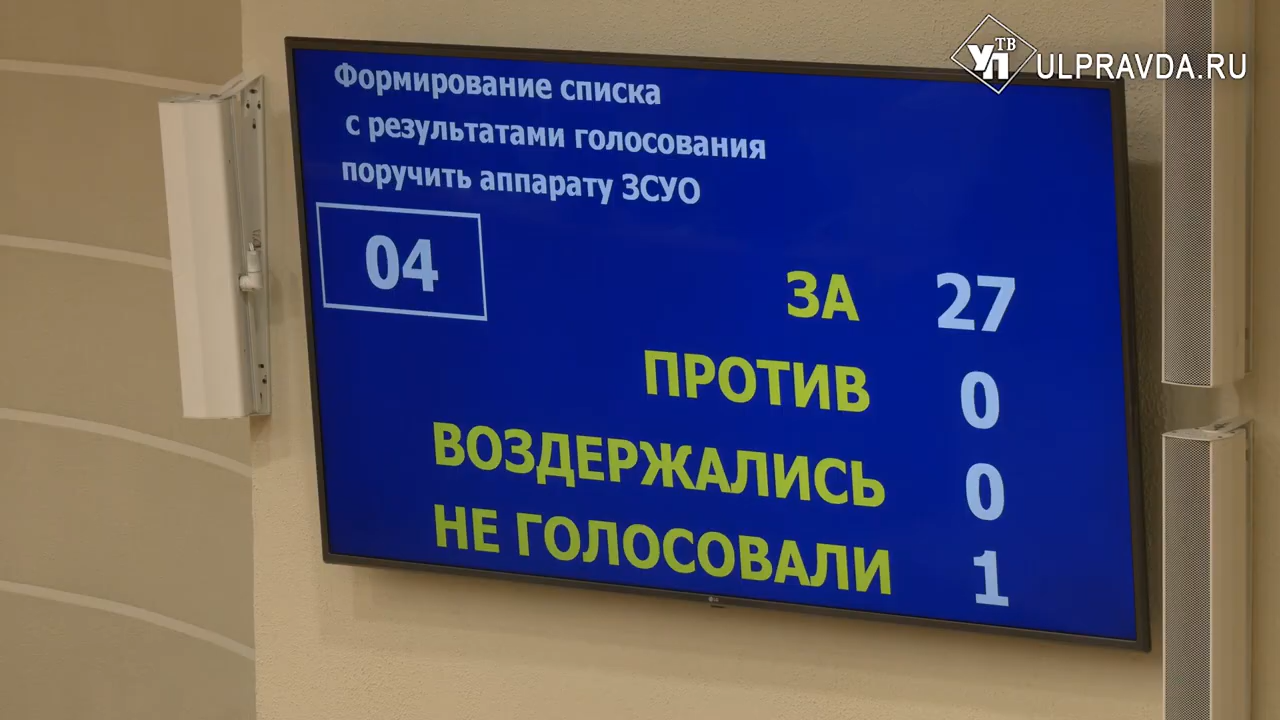 УП ТВ ULPRAVDA.RU
Формирование списка
с результатами голосования
поручить аппарату ЗСУО
04
ЗА 27
ПРОТИВ 0
ВОЗДЕРЖАЛИСЬ 0
НЕ ГОЛОСОВАЛИ 1
LG